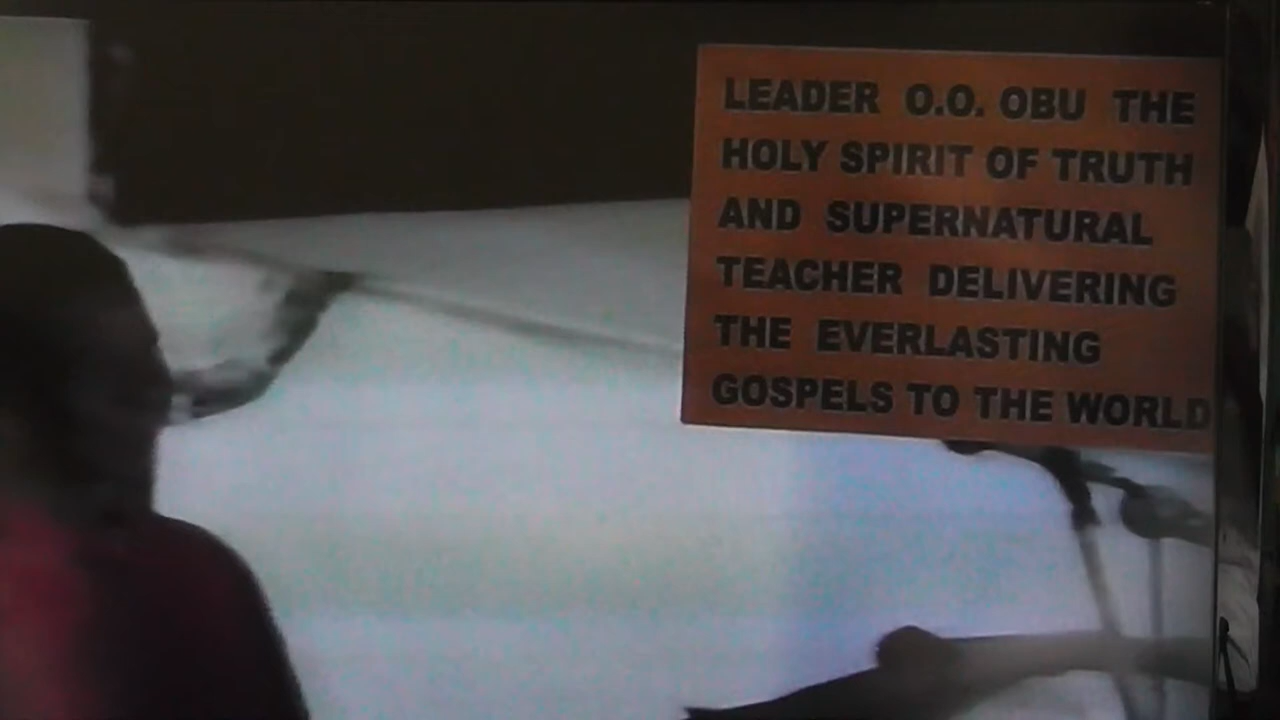 LEADER O.O. OBU THE
HOLY SPIRIT OF TRUTH
AND SUPERNATURAL
TEACHER DELIVERING
THE EVERLASTING
GOSPELS TO THE WORLD